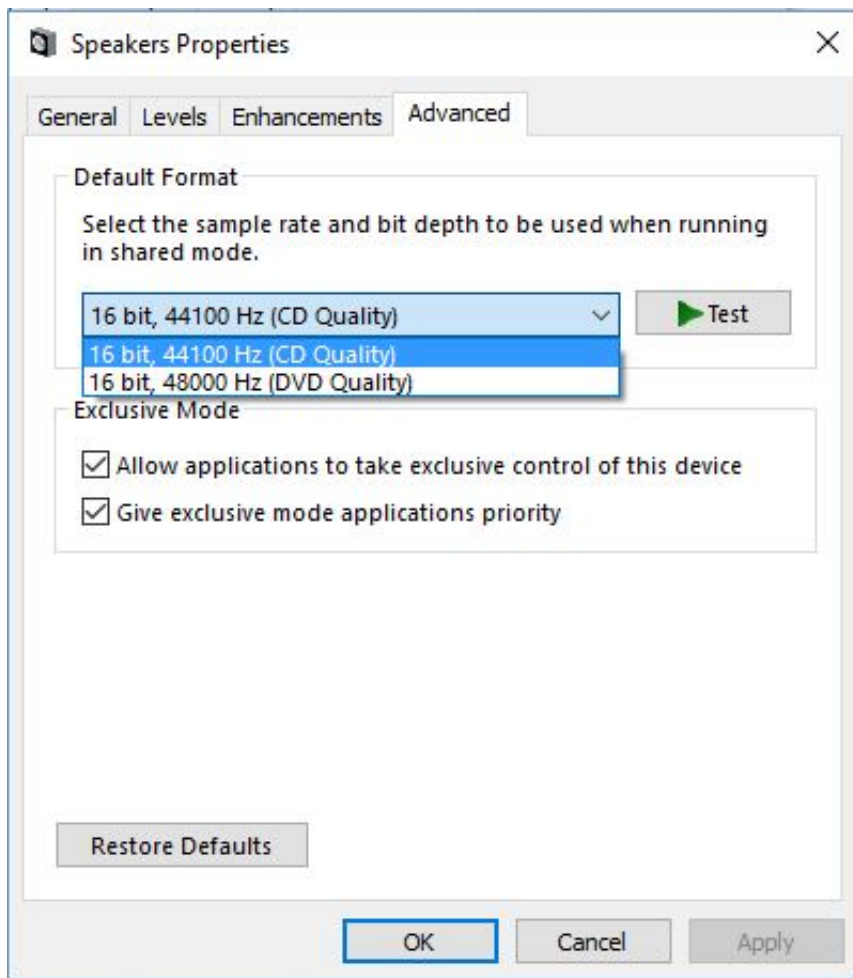 Speakers Properties
General Levels Enhancements Advanced
Default Format
Select the sample rate and bit depth to be used when running
in shared mode.
16 bit, 44100 Hz (CD Quality)
Test
16 bit, 44100 Hz (CD Quality)
16 bit, 48000 Hz (DVD Quality)
Exclusive Mode
Allow applications to take exclusive control of this device
Give exclusive mode applications priority
Restore Defaults
OK Cancel Apply